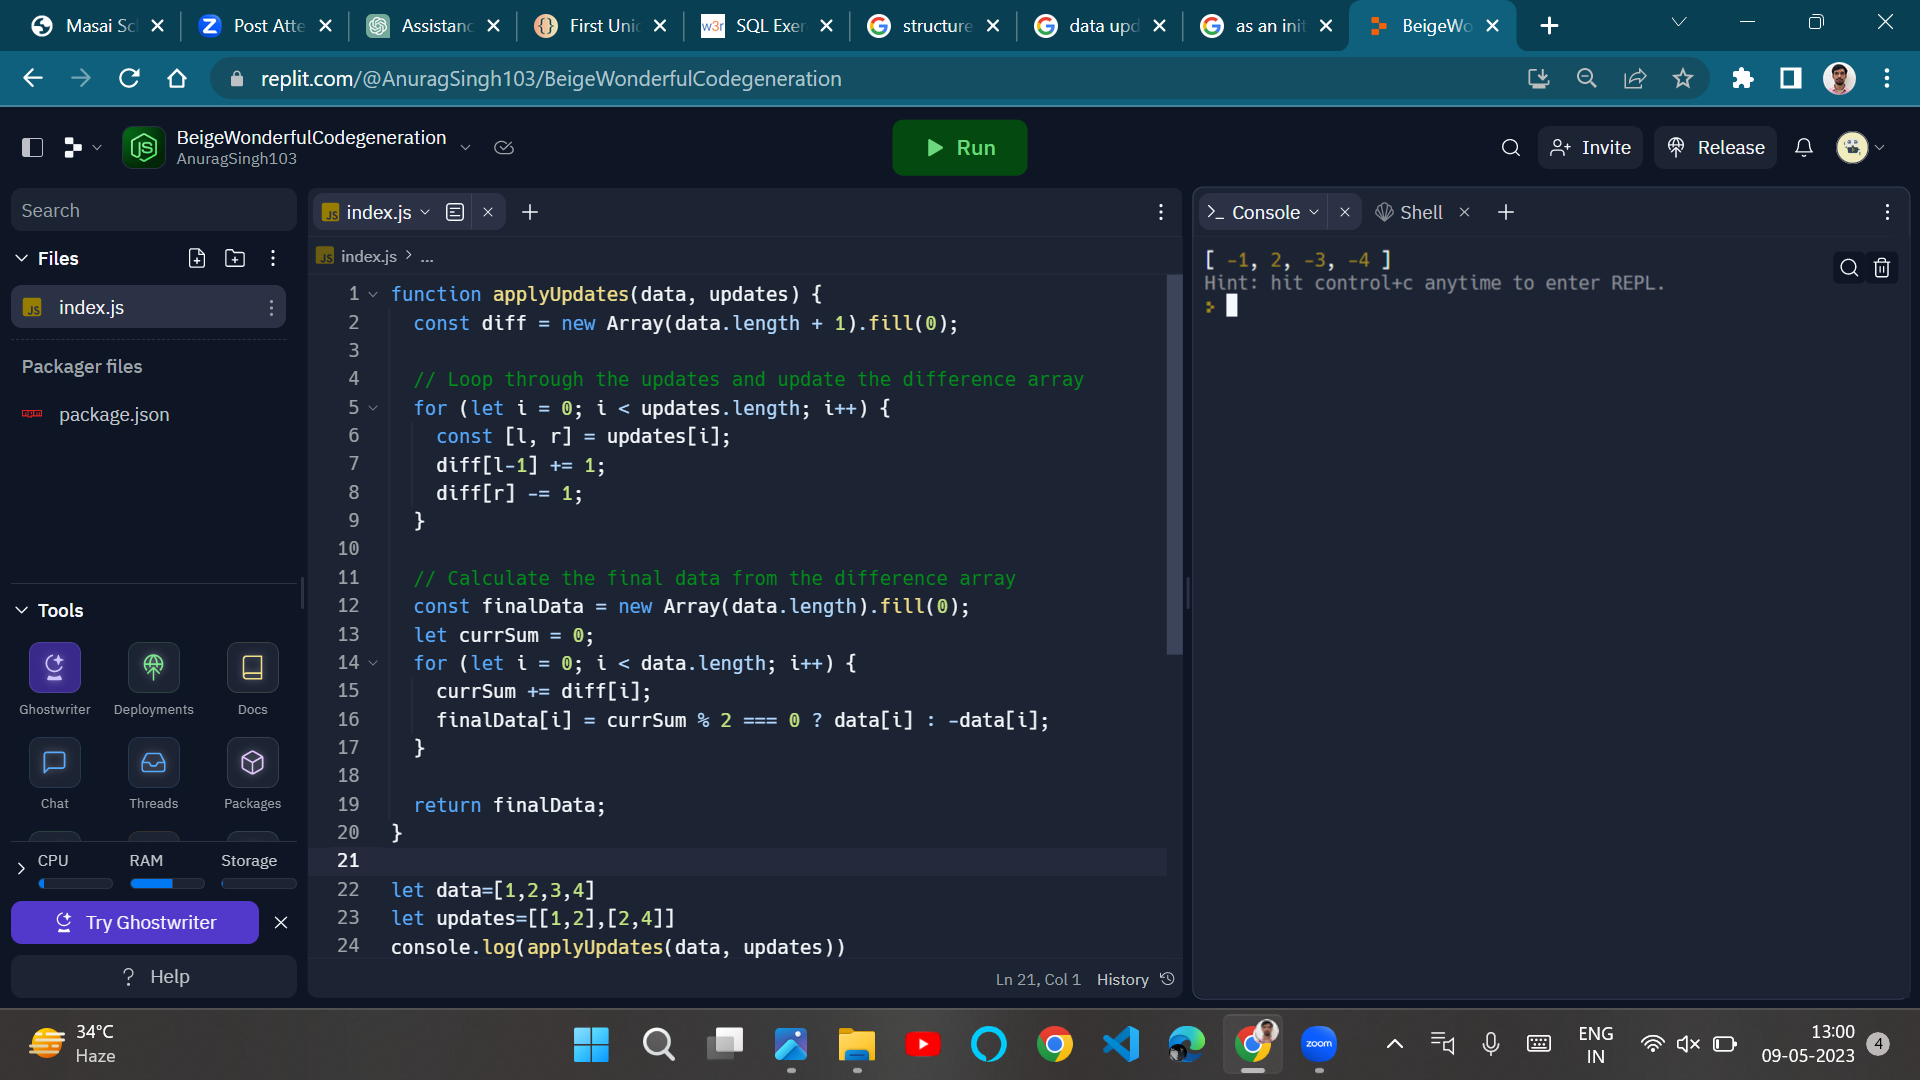 Masai Sc
Post Atte
Assistanc
First Unic
w3r
SQL Exer
structure
data upd
as an init
BeigeWo
replit.com/@AnuragSingh103/BeigeWonderfulCodegeneration
BeigeWonderfulCodegeneration
AnuragSingh103
Run
Invite
Release
Search
Files
JS index.js
Packager files
package.json
Tools
Ghostwriter
Deployments
Docs
Chat
Threads
Packages
CPU
RAM
Storage
Try Ghostwriter
? Help
JS index.js
JS index.js > ...
1 function applyUpdates(data, updates) {
2 const diff = new Array(data.length + 1).fill(0);
3
4 // Loop through the updates and update the difference array
5 for (let i = 0; i < updates.length; i++) {
6 const [l, r] = updates[i];
7 diff[l-1] += 1;
8 diff[r] -= 1;
9 }
10
11 // Calculate the final data from the difference array
12 const finalData = new Array(data.length).fill(0);
13 let currSum = 0;
14 for (let i = 0; i < data.length; i++) {
15 currSum += diff[i];
16 finalData[i] = currSum % 2 === 0 ? data[i] : -data[i];
17 }
18
19 return finalData;
20 }
21
22 let data=[1,2,3,4]
23 let updates=[[1,2],[2,4]]
24 console.log(applyUpdates(data, updates))
Ln 21, Col 1 History
Console
Shell
[ -1, 2, -3, -4 ]
Hint: hit control+c anytime to enter REPL.
34°C
Haze
zoom
ENG
IN
13:00
09-05-2023
4